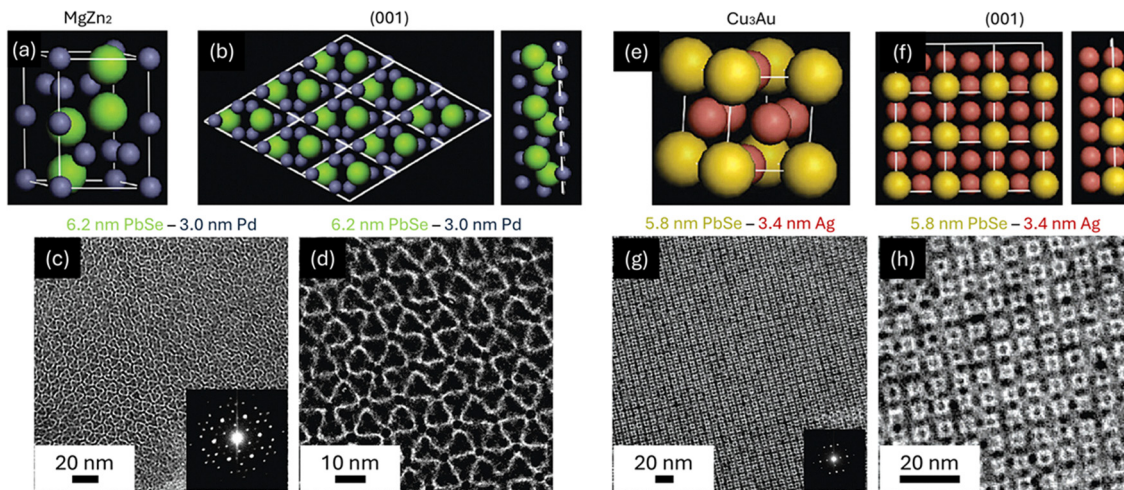 MgZn₂
(001)
Cu₃Au
(001)
(a)
(b)
(e)
(f)
6.2 nm PbSe – 3.0 nm Pd
6.2 nm PbSe – 3.0 nm Pd
5.8 nm PbSe – 3.4 nm Ag
5.8 nm PbSe – 3.4 nm Ag
(c)
(d)
(g)
(h)
20 nm
10 nm
20 nm
20 nm